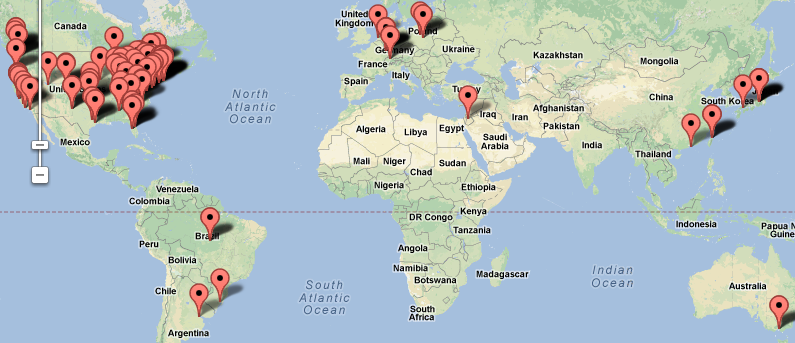 Canada
United
Kingdom
Poland
Germany
Ukraine
France
Kazakhstan
Mongolia
Italy
Spain
North
Atlantic
Ocean
Turkey
China
South Korea
Iraq
Iran
Afghanistan
Pakistan
Algeria
Libya
Egypt
Saudi
Arabia
India
Mexico
Mali
Niger
Chad
Sudan
Thailand
Nigeria
Ethiopia
Venezuela
Colombia
DR Congo
Kenya
Tanzania
Indonesia
Papua N
Guine
Brazil
Peru
Bolivia
Angola
Namibia
Botswana
Madagascar
Indian
Ocean
South
Atlantic
Ocean
Chile
South
Africa
Australia
Argentina